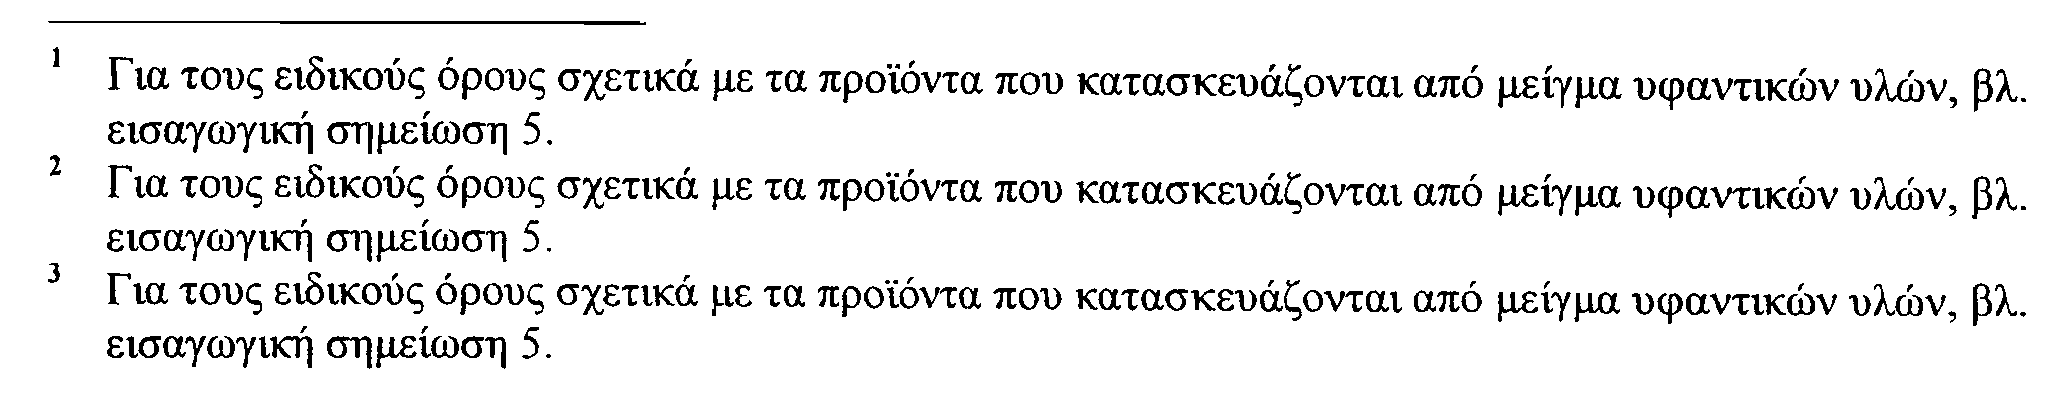 1 Για τους ειδικούς όρους σχετικά με τα προϊόντα που κατασκευάζονται από μείγμα υφαντικών υλών, βλ.
εισαγωγική σημείωση 5.
2 Για τους ειδικούς όρους σχετικά με τα προϊόντα που κατασκευάζονται από μείγμα υφαντικών υλών, βλ.
εισαγωγική σημείωση 5.
3 Για τους ειδικούς όρους σχετικά με τα προϊόντα που κατασκευάζονται από μείγμα υφαντικών υλών, βλ.
εισαγωγική σημείωση 5.